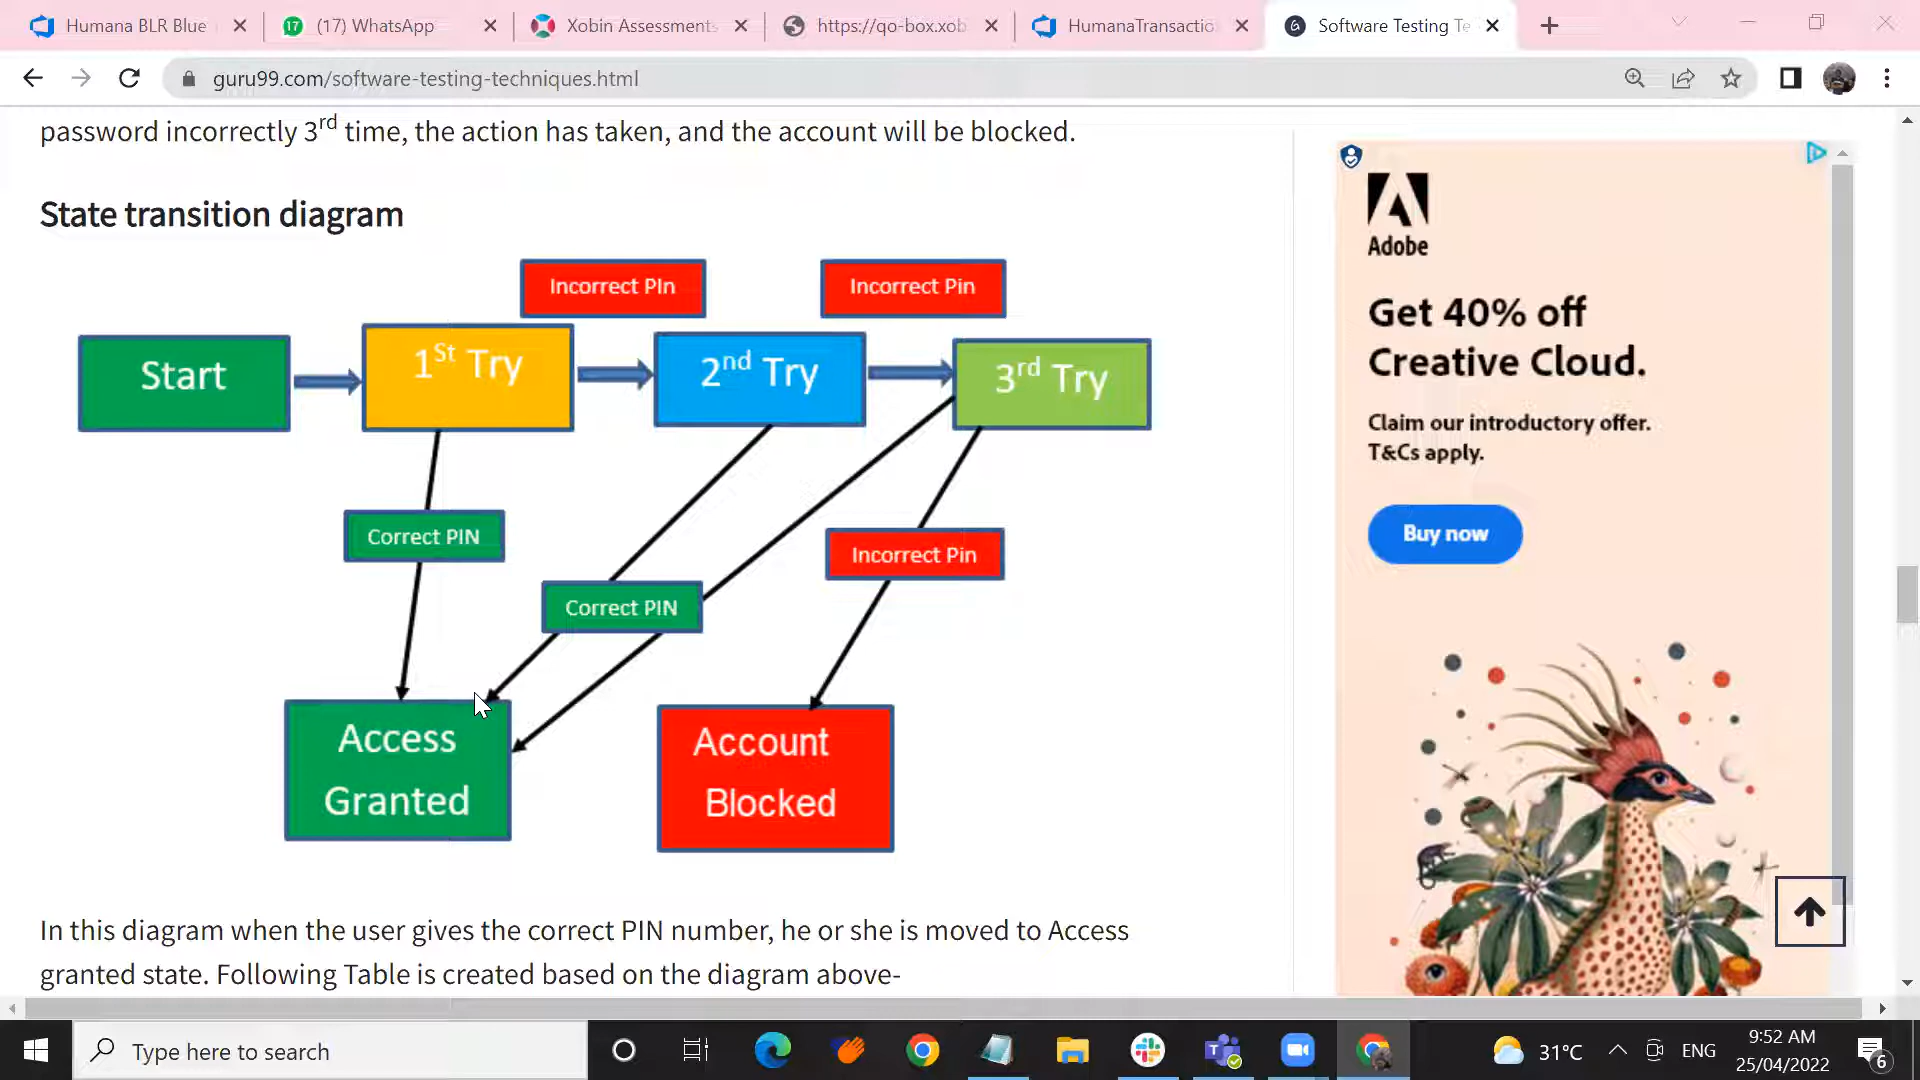 Humana BLR Blue
(17) WhatsApp
Xobin Assessments
https://qo-box.xob
HumanaTransactio
Software Testing Te
guru99.com/software-testing-techniques.html
password incorrectly 3rd time, the action has taken, and the account will be blocked.
State transition diagram
Incorrect Pin
Incorrect Pin
Start
1St Try
2nd Try
3rd Try
Correct PIN
Incorrect Pin
Correct PIN
Access
Granted
Account
Blocked
In this diagram when the user gives the correct PIN number, he or she is moved to Access
granted state. Following Table is created based on the diagram above-
Adobe
Get 40% off
Creative Cloud.
Claim our introductory offer.
T&Cs apply.
Buy now
Type here to search
31°C
ENG
9:52 AM
25/04/2022
6